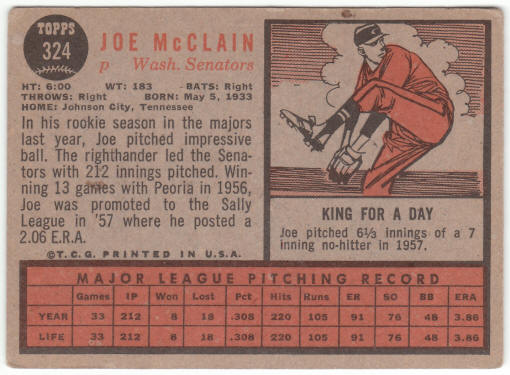 TOPPS
324
JOE McCLAIN
p Wash. Senators
HT: 6:00 WT: 183 BATS: Right
THROWS: Right BORN: May 5, 1933
HOME: Johnson City, Tennessee
In his rookie season in the majors
last year, Joe pitched impressive
ball. The righthander led the Sena-
tors with 212 innings pitched. Win-
ning 13 games with Peoria in 1956,
Joe was promoted to the Sally
League in '57 where he posted a
2.06 E.R.A.
©T.C.G. PRINTED IN U.S.A.
KING FOR A DAY
Joe pitched 6⅓ innings of a 7
inning no-hitter in 1957.
MAJOR LEAGUE PITCHING RECORD
Games IP Won Lost Pct Hits Runs ER SO BB ERA
YEAR 33 212 8 18 .308 220 105 91 76 48 3.86
LIFE 33 212 8 18 .308 220 105 91 76 48 3.86